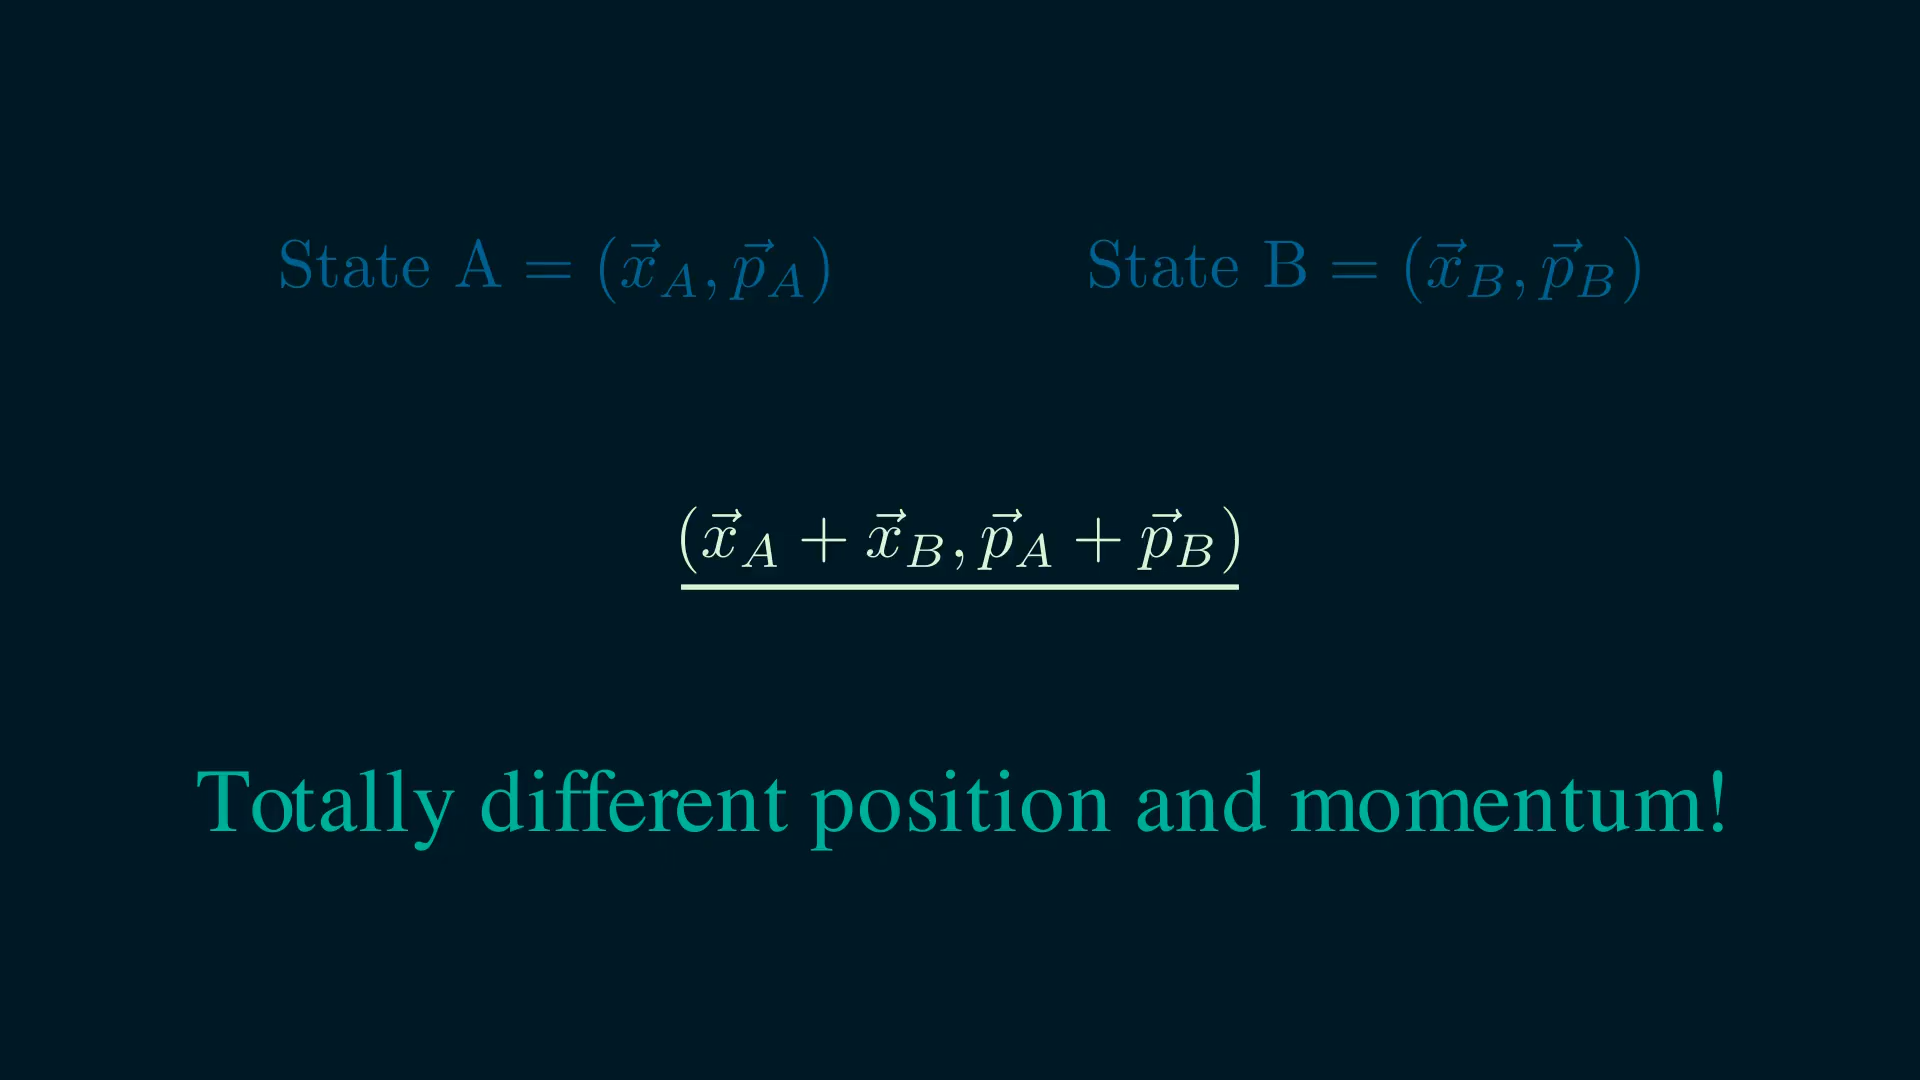 State A = (x⃗_A, p⃗_A)
State B = (x⃗_B, p⃗_B)
(x⃗_A + x⃗_B, p⃗_A + p⃗_B)
Totally different position and momentum!